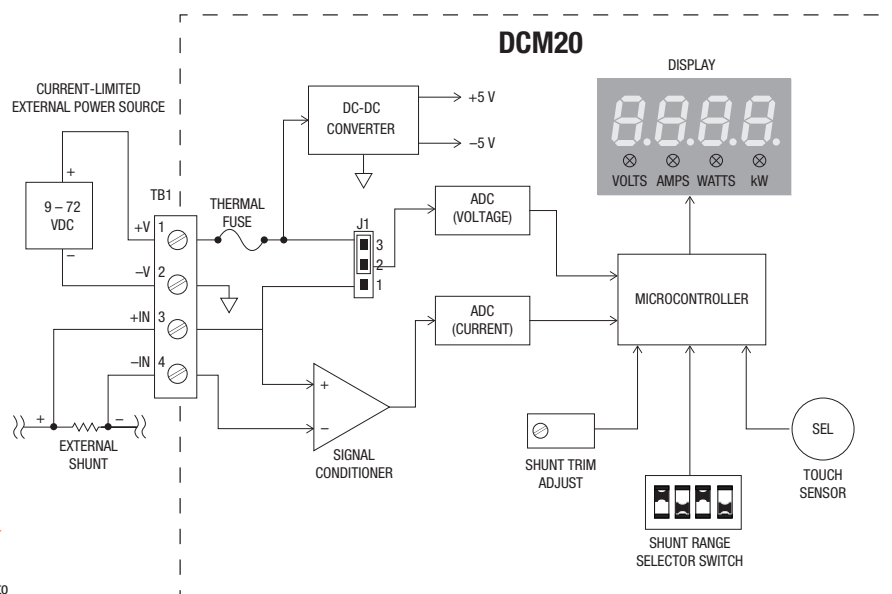 DCM20
DISPLAY
CURRENT-LIMITED
EXTERNAL POWER SOURCE
DC-DC
CONVERTER
+5 V
–5 V
VOLTS AMPS WATTS kW
+
9 – 72
VDC
–
TB1
THERMAL
FUSE
ADC
(VOLTAGE)
J1
+V 1
3
2
1
–V 2
MICROCONTROLLER
+IN 3
ADC
(CURRENT)
–IN 4
+
–
+ –
EXTERNAL
SHUNT
SIGNAL
CONDITIONER
SEL
SHUNT TRIM
ADJUST
TOUCH
SENSOR
SHUNT RANGE
SELECTOR SWITCH